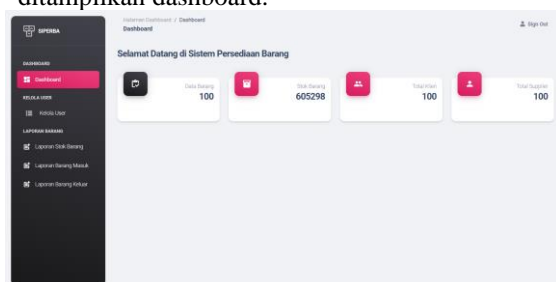 ditampilkan dashboard.
SIPERBA
Halaman Dashboard / Dashboard
Dashboard
Sign Out
Selamat Datang di Sistem Persediaan Barang
DASHBOARD
Dashboard
KELOLA USER
Kelola User
LAPORAN BARANG
Laporan Stok Barang
Laporan Barang Masuk
Laporan Barang Keluar
Data Barang
100
Stok Barang
605298
Total Klien
100
Total Supplier
100